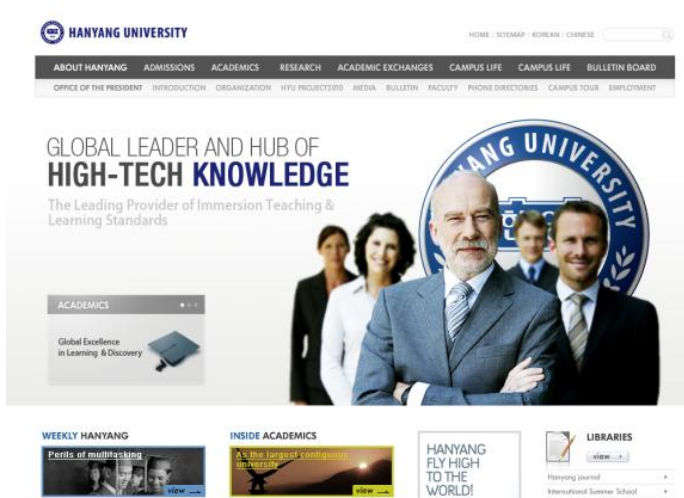 HANYANG UNIVERSITY
HOME SITEMAP KOREAN CHINESE
ABOUT HANYANG ADMISSIONS ACADEMICS RESEARCH ACADEMIC EXCHANGES CAMPUS LIFE CAMPUS LIFE BULLETIN BOARD
OFFICE OF THE PRESIDENT INTRODUCTION ORGANIZATION HYU PROJECT2010 MEDIA BULLETIN FACULTY PHONE DIRECTORIES CAMPUS TOUR EMPLOYMENT
GLOBAL LEADER AND HUB OF
HIGH-TECH KNOWLEDGE
The Leading Provider of Immersion Teaching &
Learning Standards
YANG UNIVERSITY
ACADEMICS
Global Excellence
in Learning & Discovery
WEEKLY HANYANG
Perils of multitasking
view
INSIDE ACADEMICS
As the largest contiguous
university
view
HANYANG
FLY HIGH
TO THE
WORLD!
LIBRARIES
view
Hanyang journal
International Summer School